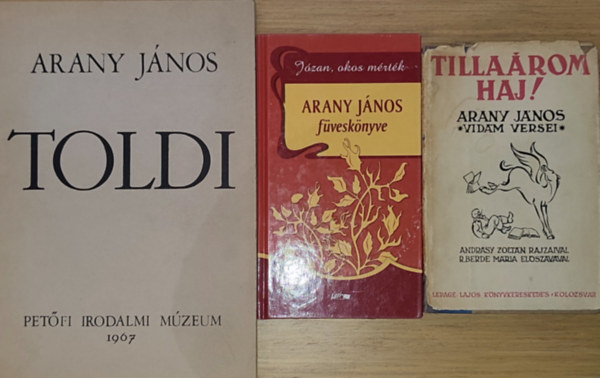 ARANY JÁNOS
TOLDI
PETŐFI IRODALMI MÚZEUM
1967
Józan, okos mérték...
ARANY JÁNOS
füveskönyve
TILLAÁROM
HAJ!
ARANY JÁNOS
*VIDÁM VERSEI*
ANDRÁSY ZOLTÁN RAJZAIVAL
R. BERDE MÁRIA ELŐSZAVÁVAL
LEPAGE LAJOS KÖNYVKERESKEDÉS • KOLOZSVÁR